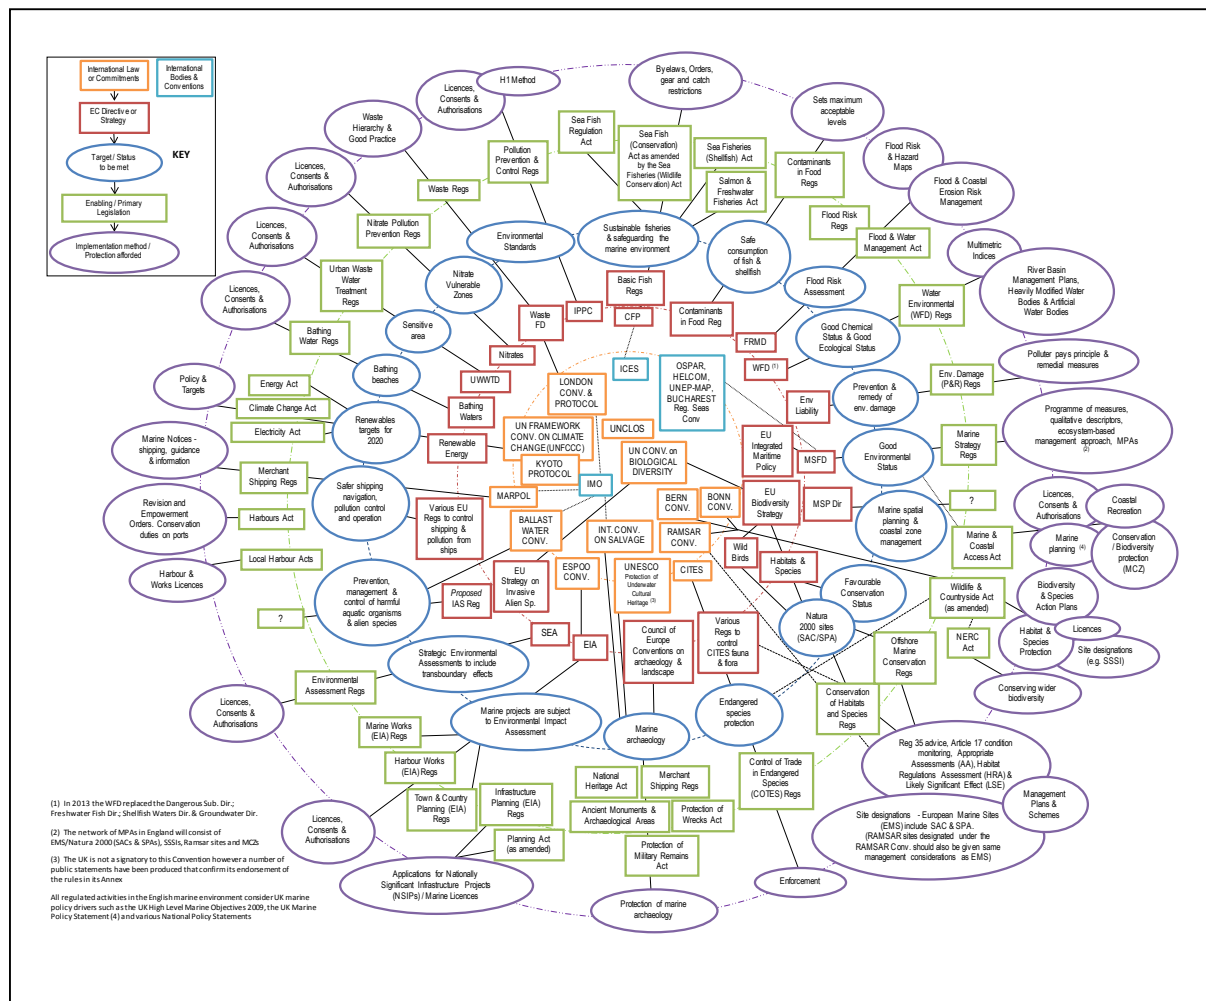 International Law
or Commitments
International
Bodies &
Conventions
EC Directive or
Strategy
Target / Status
to be met
KEY
Enabling / Primary
Legislation
Implementation method /
Protection afforded
Licences,
Consents &
Authorisations
H1 Method
Byelaws, Orders,
gear and catch
restrictions
Sets maximum
acceptable
levels
Waste
Hierarchy &
Good Practice
Flood Risk
& Hazard
Maps
Licences,
Consents &
Authorisations
Flood & Coastal
Erosion Risk
Management
Licences,
Consents &
Authorisations
Multimetric
Indices
Licences,
Consents &
Authorisations
River Basin
Management Plans,
Heavily Modified Water
Bodies & Artificial
Water Bodies
Policy &
Targets
Polluter pays principle &
remedial measures
Marine Notices -
shipping, guidance
& information
Programme of measures,
qualitative descriptors,
ecosystem-based
management approach, MPAs
(2)
Revision and
Empowerment
Orders. Conservation
duties on ports
Licences,
Consents &
Authorisations
Coastal
Recreation
Marine
planning (4)
Conservation
/ Biodiversity
protection
(MCZ)
Harbour &
Works Licences
Biodiversity
& Species
Action Plans
Habitat &
Species
Protection
Licences
Site designations
(e.g. SSSI)
Conserving wider
biodiversity
Licences,
Consents &
Authorisations
Licences,
Consents &
Authorisations
Applications for Nationally
Significant Infrastructure Projects
(NSIPs) / Marine Licences
Protection of marine
archaeology
Enforcement
Reg 35 advice, Article 17 condition
monitoring, Appropriate
Assessments (AA), Habitat
Regulations Assessment (HRA) &
Likely Significant Effect (LSE)
Management
Plans &
Schemes
Site designations - European Marine Sites
(EMS) include SAC & SPA.
(RAMSAR sites designated under the
RAMSAR Conv. should also be given same
management considerations as EMS)
Waste Regs
Pollution
Prevention &
Control Regs
Sea Fish
Regulation
Act
Sea Fish
(Conservation)
Act as amended
by the Sea
Fisheries (Wildlife
Conservation) Act
Sea Fisheries
(Shellfish) Act
Salmon &
Freshwater
Fisheries Act
Contaminants
in Food
Regs
Flood Risk
Regs
Flood & Water
Management Act
Water
Environmental
(WFD) Regs
Env. Damage
(P&R) Regs
Marine
Strategy
Regs
?
Marine &
Coastal
Access Act
Wildlife &
Countryside Act
(as amended)
NERC
Act
Offshore
Marine
Conservation
Regs
Conservation
of Habitats
and Species
Regs
Control of Trade
in Endangered
Species
(COTES) Regs
Nitrate Pollution
Prevention Regs
Urban Waste
Water
Treatment
Regs
Bathing
Water Regs
Energy Act
Climate Change Act
Electricity Act
Merchant
Shipping Regs
Harbours Act
Local Harbour Acts
?
Environmental
Assessment Regs
Marine Works
(EIA) Regs
Harbour Works
(EIA) Regs
Town & Country
Planning (EIA)
Regs
Infrastructure
Planning (EIA)
Regs
Planning Act
(as amended)
National
Heritage Act
Merchant
Shipping Regs
Ancient Monuments &
Archaeological Areas
Protection of
Wrecks Act
Protection of
Military Remains
Act
Environmental
Standards
Sustainable fisheries
& safeguarding the
marine environment
Safe
consumption
of fish &
shellfish
Flood Risk
Assessment
Good Chemical
Status & Good
Ecological Status
Prevention &
remedy of
env. damage
Good
Environmental
Status
Marine spatial
planning &
coastal zone
management
Favourable
Conservation
Status
Natura
2000 sites
(SAC/SPA)
Endangered
species
protection
Marine
archaeology
Marine projects are subject
to Environmental Impact
Assessment
Strategic Environmental
Assessments to include
transboundary effects
Prevention,
management &
control of harmful
aquatic organisms
& alien species
Safer shipping
navigation,
pollution control
and operation
Renewables
targets for
2020
Bathing
beaches
Sensitive
area
Nitrate
Vulnerable
Zones
Basic Fish
Regs
CFP
IPPC
Waste
FD
Nitrates
UWWTD
Bathing
Waters
Renewable
Energy
Various EU
Regs to control
shipping &
pollution from
ships
Proposed
IAS Reg
EU
Strategy on
Invasive
Alien Sp.
SEA
EIA
Council of
Europe
Conventions on
archaeology &
landscape
Various
Regs to
control
CITES fauna
& flora
Contaminants
in Food Reg
FRMD
WFD (1)
Env
Liability
EU
Integrated
Maritime
Policy
MSFD
MSP Dir
EU
Biodiversity
Strategy
Wild
Birds
Habitats &
Species
ICES
OSPAR,
HELCOM,
UNEP-MAP,
BUCHAREST
Reg. Seas
Conv
LONDON
CONV. &
PROTOCOL
UN FRAMEWORK
CONV. ON CLIMATE
CHANGE (UNFCCC)
UNCLOS
KYOTO
PROTOCOL
UN CONV. on
BIOLOGICAL
DIVERSITY
IMO
MARPOL
BALLAST
WATER
CONV.
INT. CONV.
ON SALVAGE
BERN
CONV.
BONN.
CONV.
RAMSAR
CONV.
ESPOO
CONV.
UNESCO
Protection of Underwater
Cultural
Heritage (3)
CITES
(1) In 2013 the WFD replaced the Dangerous Sub. Dir.;
Freshwater Fish Dir.; Shellfish Waters Dir. & Groundwater Dir.
(2) The network of MPAs in England will consist of
EMS/Natura 2000 (SACs & SPAs), SSSIs, Ramsar sites and MCZs
(3) The UK is not a signatory to this Convention however a number of
public statements have been produced that confirm its endorsement of
the rules in its Annex
All regulated activities in the English marine environment consider UK marine
policy drivers such as the UK High Level Marine Objectives 2009, the UK Marine
Policy Statement (4) and various National Policy Statements